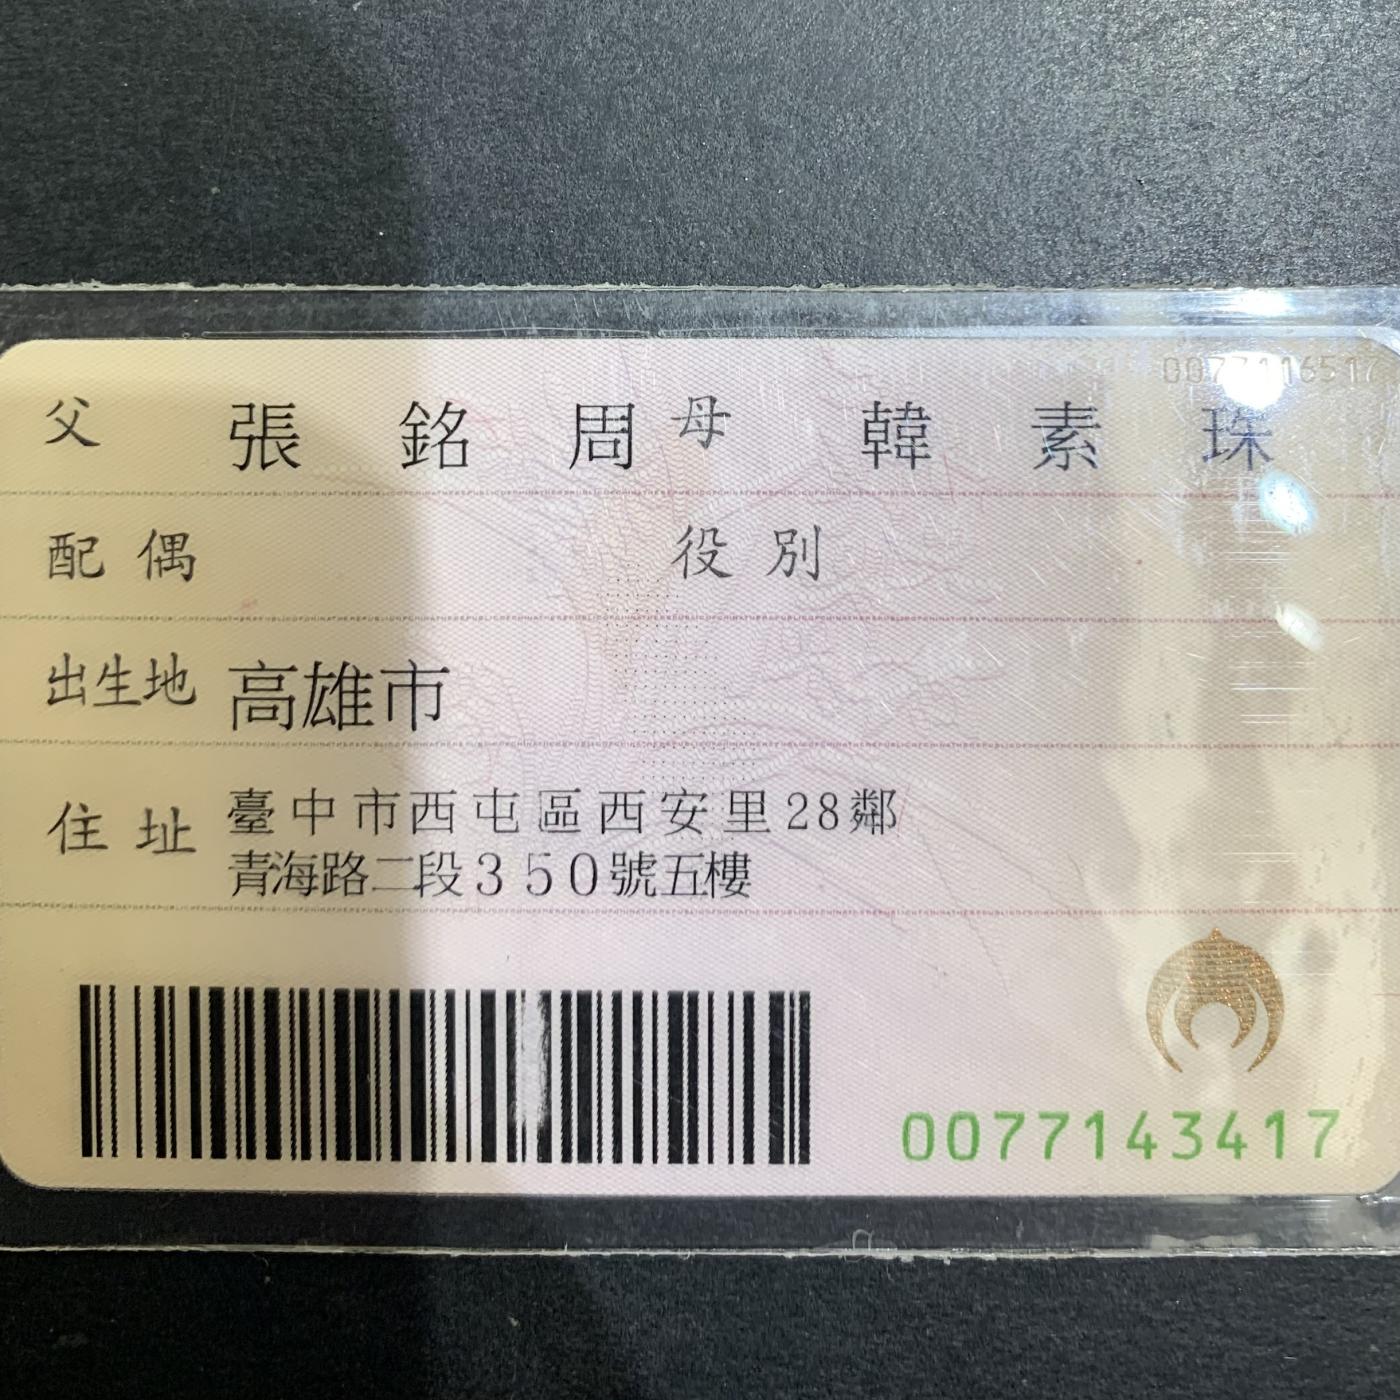 0077116517
父 張銘周 母 韓素珠
配偶 役別
出生地 高雄市
住址 臺中市西屯區西安里28鄰
青海路二段350號五樓
0077143417